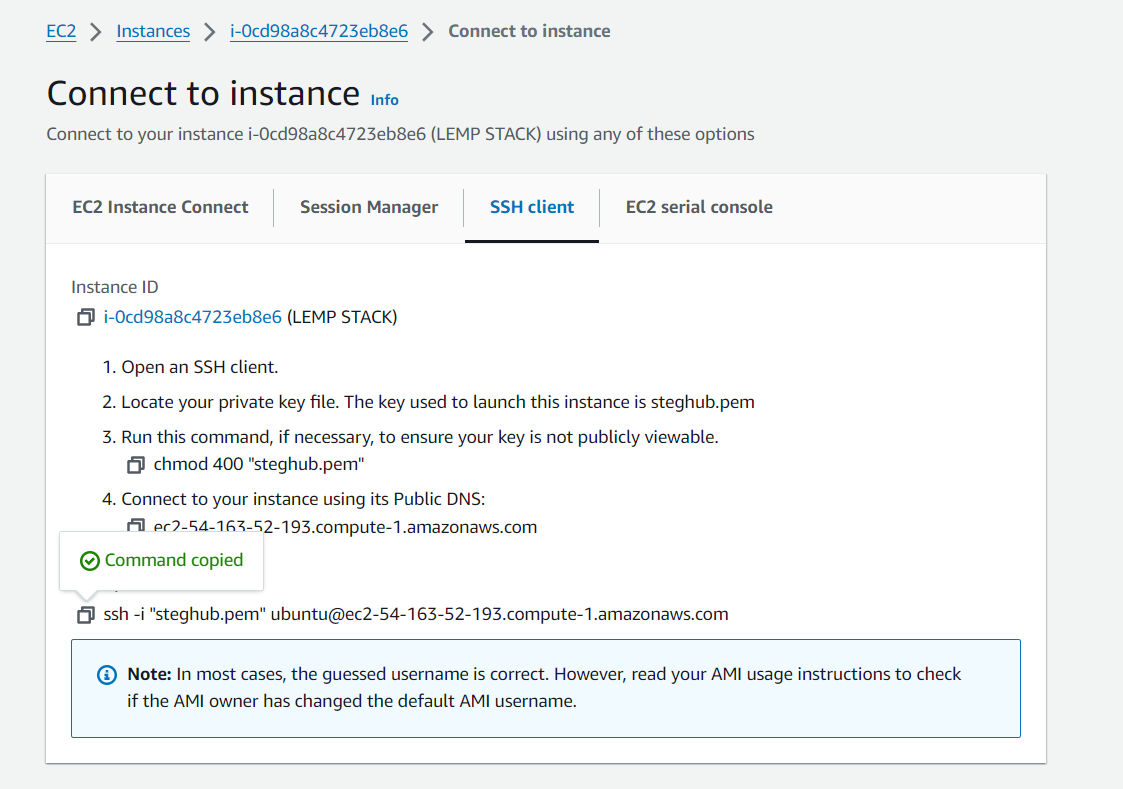 EC2 > Instances > i-0cd98a8c4723eb8e6 > Connect to instance
Connect to instance Info
Connect to your instance i-0cd98a8c4723eb8e6 (LEMP STACK) using any of these options
EC2 Instance Connect Session Manager SSH client EC2 serial console
Instance ID
i-0cd98a8c4723eb8e6 (LEMP STACK)
1. Open an SSH client.
2. Locate your private key file. The key used to launch this instance is steghub.pem
3. Run this command, if necessary, to ensure your key is not publicly viewable.
chmod 400 "steghub.pem"
4. Connect to your instance using its Public DNS:
ec2-54-163-52-193.compute-1.amazonaws.com
Command copied
ssh -i "steghub.pem" ubuntu@ec2-54-163-52-193.compute-1.amazonaws.com
Note: In most cases, the guessed username is correct. However, read your AMI usage instructions to check
if the AMI owner has changed the default AMI username.